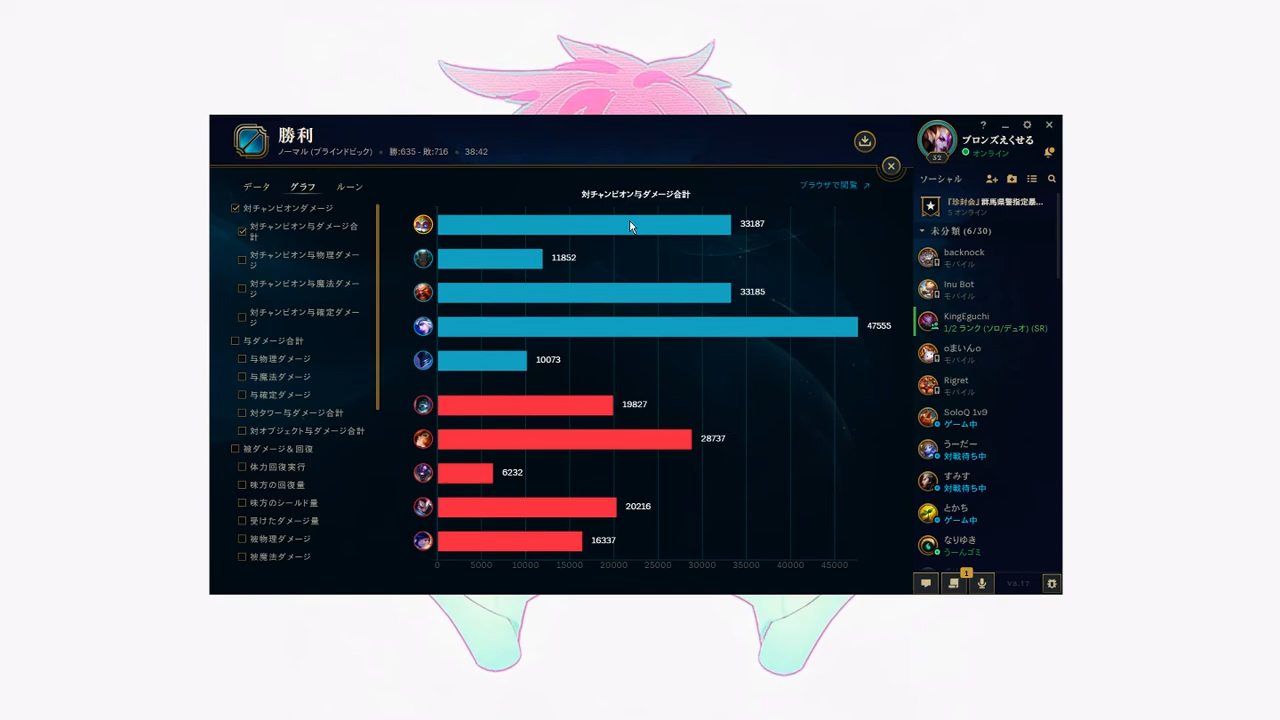 勝利
ノーマル (ブラインドピック) ● 勝:635 - 敗:716 ● 38:42
データ グラフ ルーン
ブラウザで閲覧
対チャンピオンダメージ
対チャンピオン与ダメージ合
計
対チャンピオン与物理ダメー
ジ
対チャンピオン与魔法ダメー
ジ
対チャンピオン与確定ダメー
ジ
与ダメージ合計
与物理ダメージ
与魔法ダメージ
与確定ダメージ
対タワー与ダメージ合計
対オブジェクト与ダメージ合計
被ダメージ＆回復
体力回復実行
味方の回復量
味方のシールド量
受けたダメージ量
被物理ダメージ
被魔法ダメージ
対チャンピオン与ダメージ合計
33187
11852
33185
47555
10073
19827
28737
6232
20216
16337
0 5000 10000 15000 20000 25000 30000 35000 40000 45000
?
32
ブロンズえくせる
オンライン
ソーシャル
『珍封会』群馬県警指定暴...
5 オンライン
未分類 (6/30)
backnock
モバイル
Inu Bot
モバイル
KingEguchi
1/2 ランク (ソロ/デュオ) (SR)
oまいんo
モバイル
Rigret
モバイル
SoloQ 1v9
ゲーム中
うーだー
対戦待ち中
すみす
対戦待ち中
とかち
ゲーム中
なりゆき
うーんゴミ
1
V8.17